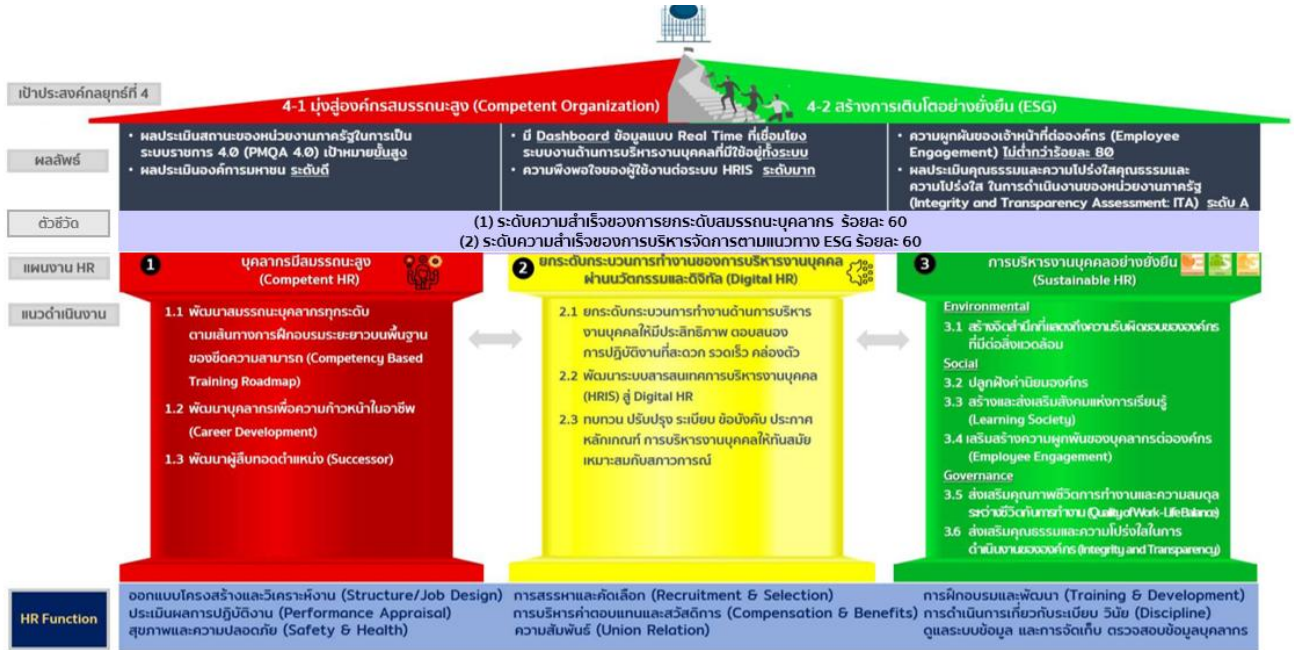 เป้าประสงค์กลยุทธ์ที่ 4
4-1 มุ่งสู่องค์กรสมรรถนะสูง (Competent Organization)
4-2 สร้างการเติบโตอย่างยั่งยืน (ESG)
ผลลัพธ์
• ผลประเมินสถานะของหน่วยงานภาครัฐในการเป็น
ระบบราชการ 4.0 (PMQA 4.0) เป้าหมายขั้นสูง
• ผลประเมินองค์การมหาชน ระดับดี
• มี Dashboard ข้อมูลแบบ Real Time ที่เชื่อมโยง
ระบบงานด้านการบริหารงานบุคคลที่มีใช้อยู่ทั้งระบบ
• ความพึงพอใจของผู้ใช้งานต่อระบบ HRIS ระดับมาก
• ความผูกพันของเจ้าหน้าที่ต่อองค์กร (Employee
Engagement) ไม่ต่ำกว่าร้อยละ 80
• ผลประเมินคุณธรรมและความโปร่งใสคุณธรรมและ
ความโปร่งใส ในการดำเนินงานของหน่วยงานภาครัฐ
(Integrity and Transparency Assessment: ITA) ระดับ A
ตัวชี้วัด
(1) ระดับความสำเร็จของการยกระดับสมรรถนะบุคลากร ร้อยละ 60
(2) ระดับความสำเร็จของการบริหารจัดการตามแนวทาง ESG ร้อยละ 60
แผนงาน HR
1 บุคลากรมีสมรรถนะสูง
(Competent HR)
2 ยกระดับกระบวนการทำงานของการบริหารงานบุคคล
ผ่านนวัตกรรมและดิจิทัล (Digital HR)
3 การบริหารงานบุคคลอย่างยั่งยืน
(Sustainable HR)
แนวดำเนินงาน
1.1 พัฒนาสมรรถนะบุคลากรทุกระดับ
ตามเส้นทางการฝึกอบรมระยะยาวบนพื้นฐาน
ของขีดความสามารถ (Competency Based
Training Roadmap)
1.2 พัฒนาบุคลากรเพื่อความก้าวหน้าในอาชีพ
(Career Development)
1.3 พัฒนาผู้สืบทอดตำแหน่ง (Successor)
2.1 ยกระดับกระบวนการทำงานด้านการบริหาร
งานบุคคลให้มีประสิทธิภาพ ตอบสนอง
การปฏิบัติงานที่สะดวก รวดเร็ว คล่องตัว
2.2 พัฒนาระบบสารสนเทศการบริหารงานบุคคล
(HRIS) สู่ Digital HR
2.3 ทบทวน ปรับปรุง ระเบียบ ข้อบังคับ ประกาศ
หลักเกณฑ์ การบริหารงานบุคคลให้ทันสมัย
เหมาะสมกับสภาวการณ์
Environmental
3.1 สร้างจิตสำนึกที่แสดงถึงความรับผิดชอบขององค์กร
ที่มีต่อสิ่งแวดล้อม
Social
3.2 ปลูกฝังค่านิยมองค์กร
3.3 สร้างและส่งเสริมสังคมแห่งการเรียนรู้
(Learning Society)
3.4 เสริมสร้างความผูกพันของบุคลากรต่อองค์กร
(Employee Engagement)
Governance
3.5 ส่งเสริมคุณภาพชีวิตการทำงานและความสมดุล
ระหว่างชีวิตกับการทำงาน (Quality of Work - Life Balance)
3.6 ส่งเสริมคุณธรรมและความโปร่งใสในการ
ดำเนินงานขององค์กร (Integrity and Transparency)
HR Function
ออกแบบโครงสร้างและวิเคราะห์งาน (Structure/Job Design)
ประเมินผลการปฏิบัติงาน (Performance Appraisal)
สุขภาพและความปลอดภัย (Safety & Health)
การสรรหาและคัดเลือก (Recruitment & Selection)
การบริหารค่าตอบแทนและสวัสดิการ (Compensation & Benefits)
ความสัมพันธ์ (Union Relation)
การฝึกอบรมและพัฒนา (Training & Development)
การดำเนินการเกี่ยวกับระเบียบ วินัย (Discipline)
ดูแลระบบข้อมูล และการจัดเก็บ ตรวจสอบข้อมูลบุคลากร